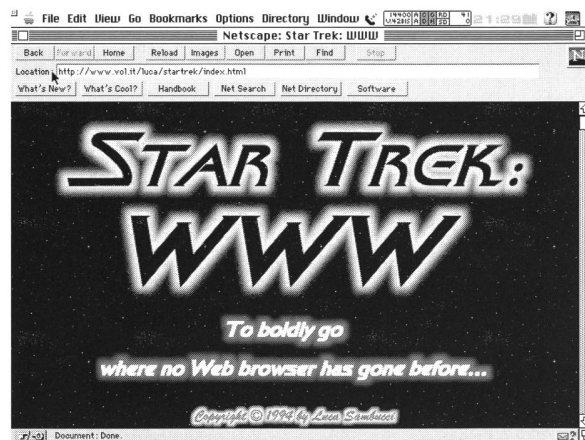 File Edit View Go Bookmarks Options Directory Window
Netscape: Star Trek: WWW
Back Forward Home Reload Images Open Print Find Stop
Location: http://www.vol.it/luca/startrek/index.html
What's New? What's Cool? Handbook Net Search Net Directory Software
STAR TREK:
WWW
To boldly go
where no Web browser has gone before...
Copyright © 1994 by Luca Sambucci
Document: Done.